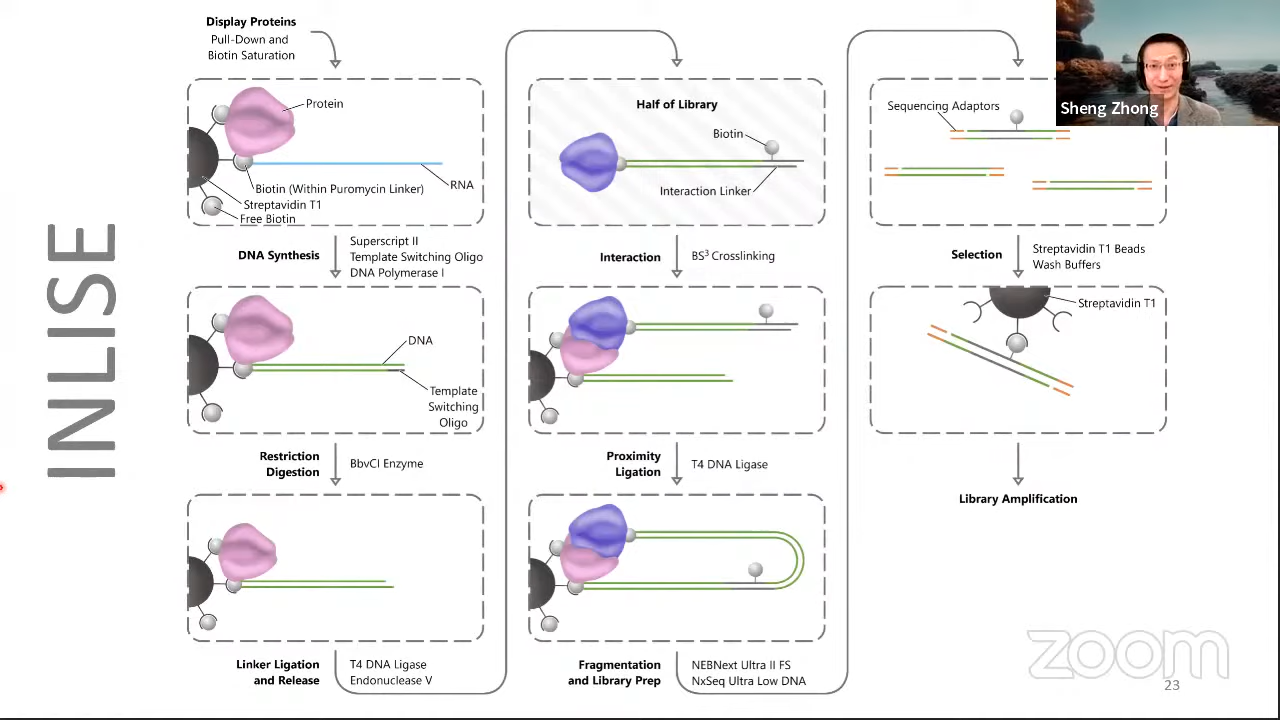 INLISE
Display Proteins
Pull-Down and
Biotin Saturation
Protein
RNA
Biotin (Within Puromycin Linker)
Streptavidin T1
Free Biotin
DNA Synthesis
Superscript II
Template Switching Oligo
DNA Polymerase I
DNA
Template
Switching
Oligo
Restriction
Digestion
BbvCI Enzyme
Linker Ligation
and Release
T4 DNA Ligase
Endonuclease V
Half of Library
Biotin
Interaction Linker
Interaction
BS³ Crosslinking
Proximity
Ligation
T4 DNA Ligase
Fragmentation
and Library Prep
NEBNext Ultra II FS
NxSeq Ultra Low DNA
Sequencing Adaptors
Selection
Streptavidin T1 Beads
Wash Buffers
Streptavidin T1
Library Amplification
Sheng Zhong
zoom
23